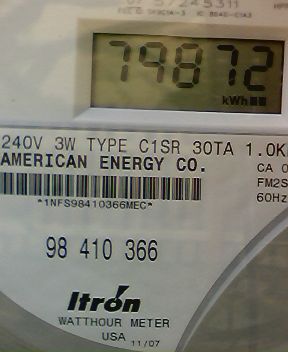 79872
kWh
240V 3W TYPE C1SR 30TA 1.0K
AMERICAN ENERGY CO.
CA 0
FM2S
60Hz
*1NFS98410366MEC*
98 410 366
Itron
WATTHOUR METER
USA 11/07